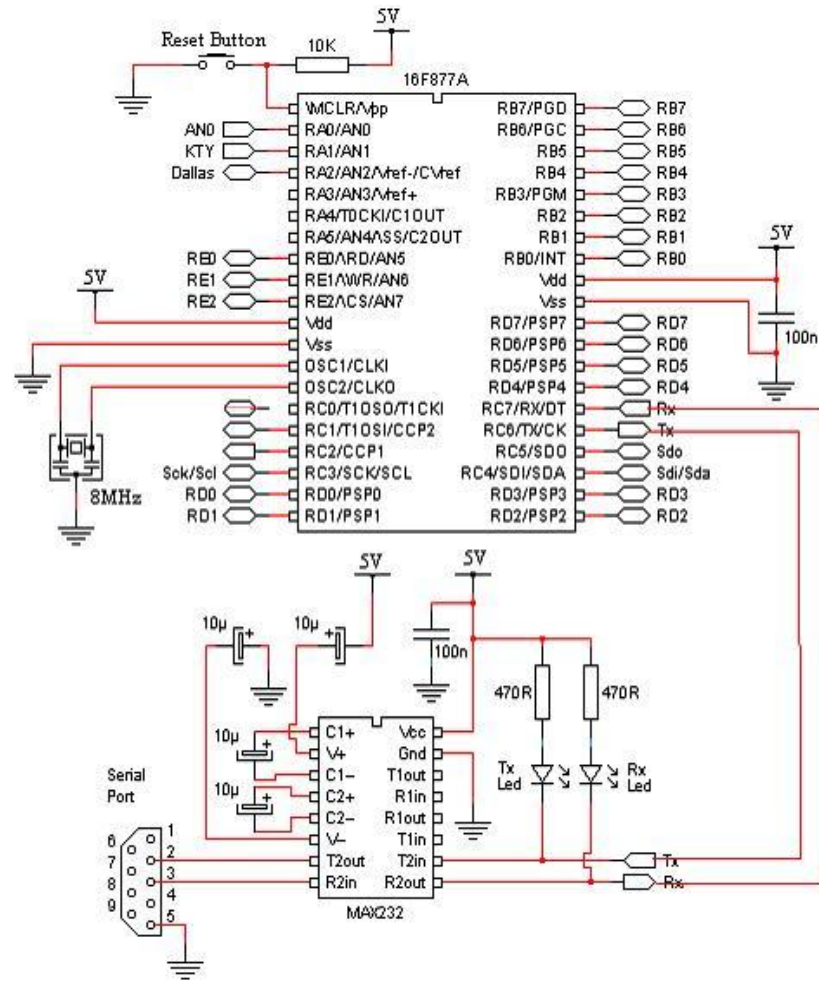 5V
Reset Button
10K
16F877A
\MCLR/Vpp
RB7/PGD
RB7
AN0
RA0/AN0
RB6/PGC
RB6
KTY
RA1/AN1
RB5
RB5
Dallas
RA2/AN2/Vref-/CVref
RB4
RB4
RA3/AN3/Vref+
RB3/PGM
RB3
RA4/T0CKI/C1OUT
RB2
RB2
RA5/AN4/\SS/C2OUT
RB1
RB1
5V
RE0
RE0/\RD/AN5
RB0/INT
RB0
RE1
RE1/\WR/AN6
Vdd
5V
RE2
RE2/\CS/AN7
Vss
Vdd
RD7/PSP7
RD7
100n
Vss
RD6/PSP6
RD6
OSC1/CLKI
RD5/PSP5
RD5
OSC2/CLKO
RD4/PSP4
RD4
RC0/T1OSO/T1CKI
RC7/RX/DT
Rx
RC1/T1OSI/CCP2
RC6/TX/CK
Tx
RC2/CCP1
RC5/SDO
Sdo
Sck/Scl
RC3/SCK/SCL
RC4/SDI/SDA
Sdi/Sda
8MHz
RD0
RD0/PSP0
RD3/PSP3
RD3
RD1
RD1/PSP1
RD2/PSP2
RD2
5V
5V
10µ
10µ
100n
470R
470R
10µ
C1+
Vcc
V+
Gnd
Serial
Port
10µ
C1-
T1out
Tx
Led
Rx
Led
C2+
R1in
C2-
R1out
V-
T1in
T2out
T2in
Tx
R2in
R2out
Rx
6
1
7
2
8
3
9
4
5
MAX232